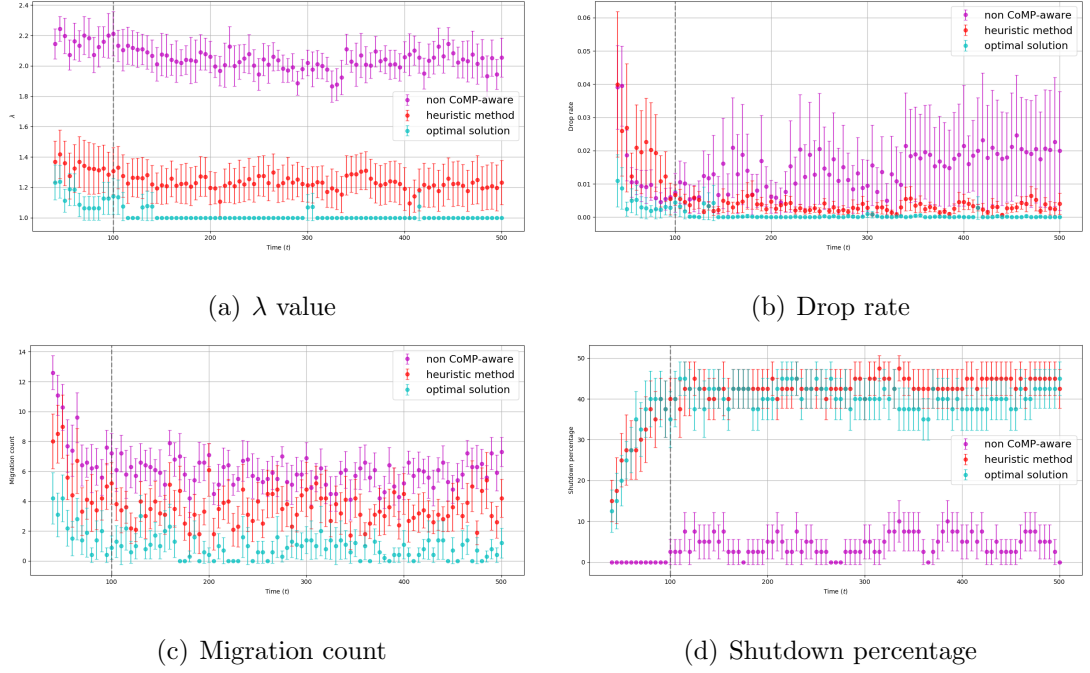 λ
2.4
2.2
2.0
1.8
1.6
1.4
1.2
1.0
100
200
300
400
500
Time (t)
non CoMP-aware
heuristic method
optimal solution
(a) λ value
Drop rate
0.06
0.05
0.04
0.03
0.02
0.01
0.00
100
200
300
400
500
Time (t)
non CoMP-aware
heuristic method
optimal solution
(b) Drop rate
Migration count
14
12
10
8
6
4
2
0
100
200
300
400
500
Time (t)
non CoMP-aware
heuristic method
optimal solution
(c) Migration count
Shutdown percentage
50
40
30
20
10
0
100
200
300
400
500
Time (t)
non CoMP-aware
heuristic method
optimal solution
(d) Shutdown percentage